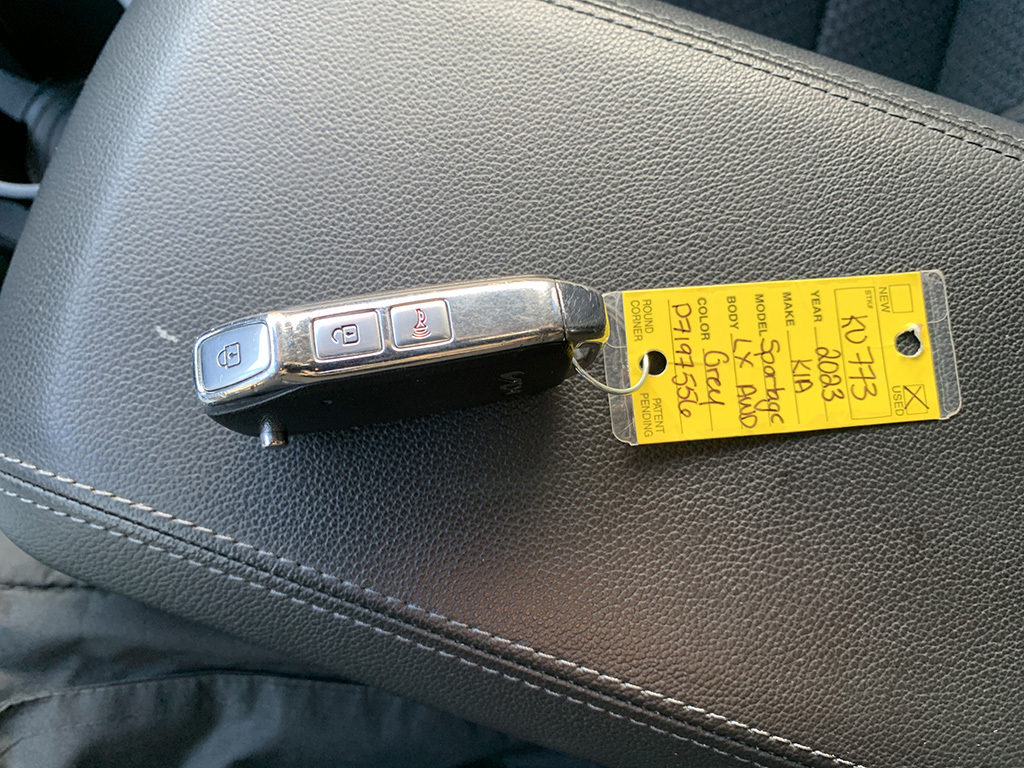 NEW USED
STK# KU773
YEAR 2023
MAKE KIA
MODEL Sportage
BODY LX AWD
COLOR Grey
P7197556
ROUND CORNER
PATENT PENDING
KIA